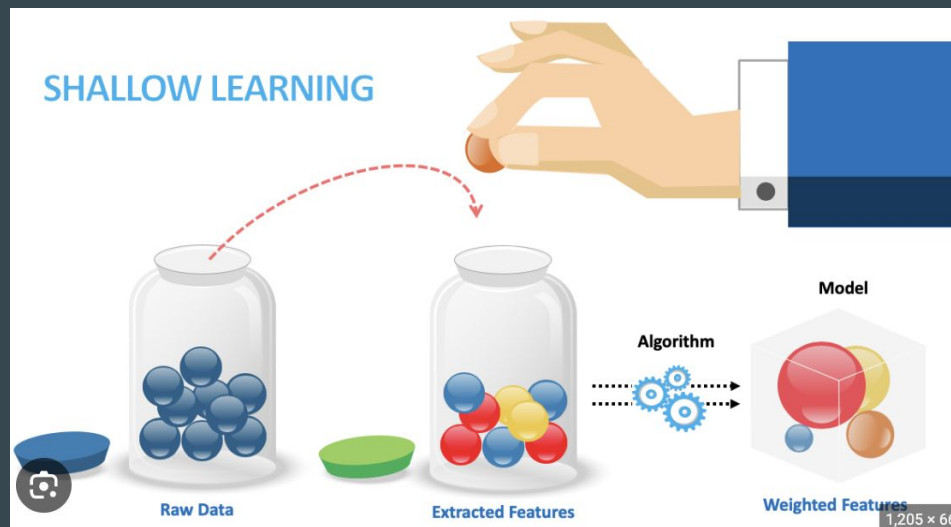 SHALLOW LEARNING
Model
Algorithm
Raw Data
Extracted Features
Weighted Features
1,205 ×